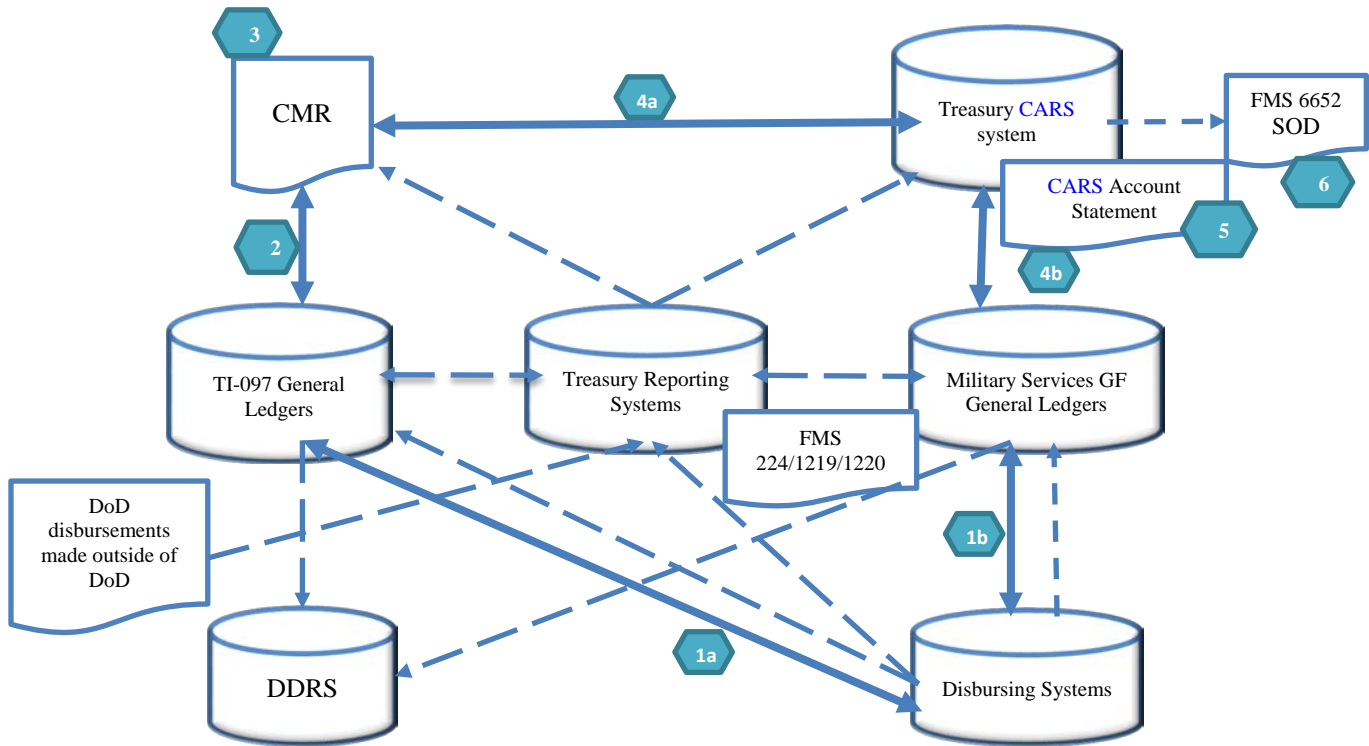 3
CMR
4a
Treasury CARS
system
FMS 6652
SOD
6
CARS Account
Statement
5
2
4b
TI-097 General
Ledgers
Treasury Reporting
Systems
Military Services GF
General Ledgers
FMS
224/1219/1220
DoD
disbursements
made outside of
DoD
1b
1a
DDRS
Disbursing Systems